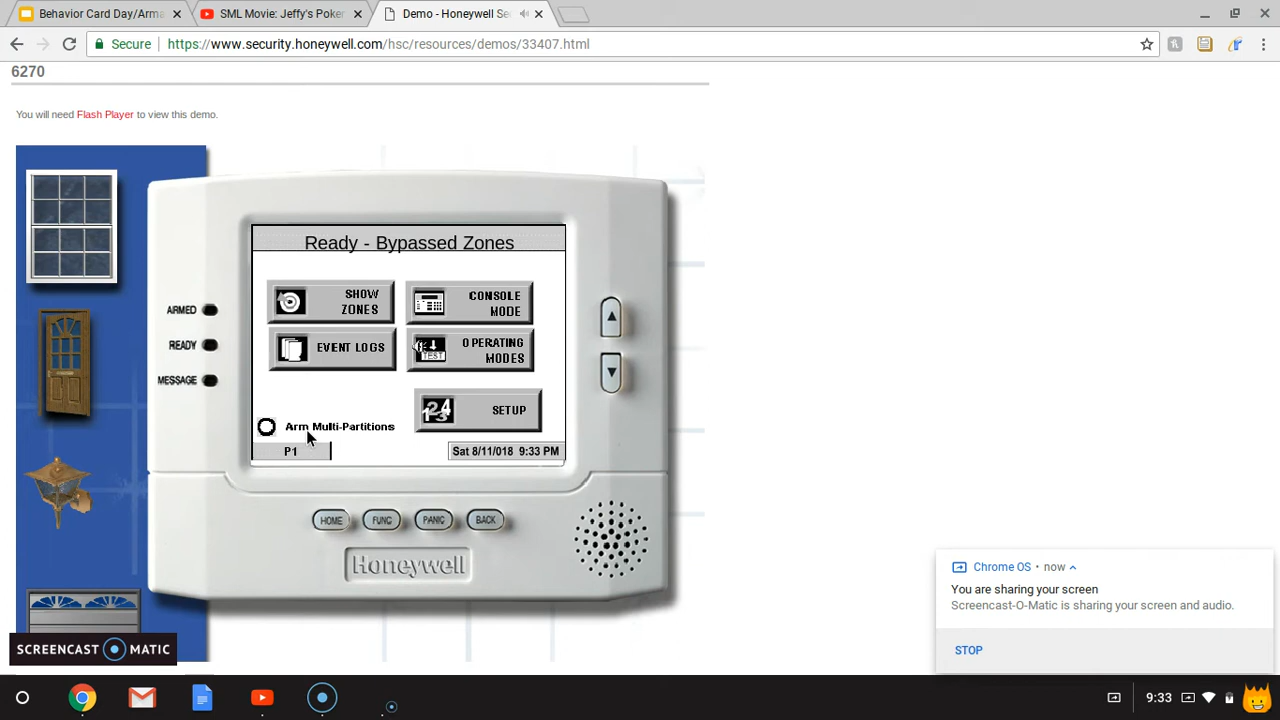 Behavior Card Day/Arma
SML Movie: Jeffy's Poker
Demo - Honeywell Sec
Secure
https://www.security.honeywell.com/hsc/resources/demos/33407.html
6270
You will need Flash Player to view this demo.
Ready - Bypassed Zones
SHOW
ZONES
CONSOLE
MODE
EVENT LOGS
OPERATING
MODES
TEST
SETUP
Arm Multi-Partitions
P1
Sat 8/11/018 9:33 PM
ARMED
READY
MESSAGE
HOME
FUNC
PANIC
BACK
Honeywell
Chrome OS • now
You are sharing your screen
Screencast-O-Matic is sharing your screen and audio.
STOP
SCREENCAST MATIC
9:33